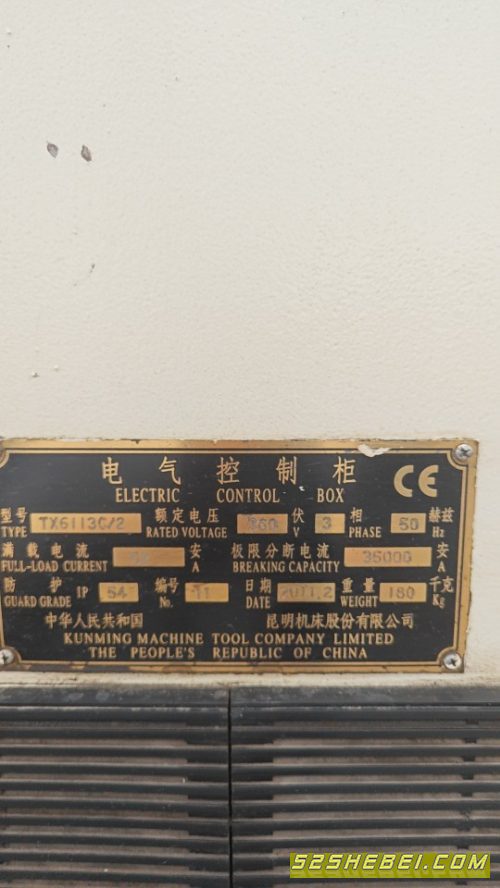 电气控制柜 CE
ELECTRIC CONTROL BOX
型号 TX6113C/2 额定电压 360 伏 3 相 50 赫兹
TYPE RATED VOLTAGE V PHASE Hz
满载电流 安 极限分断电流 35000 安
FULL-LOAD CURRENT A BREAKING CAPACITY A
防护 IP 54 编号 11 日期 2011.2 重量 180 千克
GUARD GRADE No. DATE WEIGHT Kg
中华人民共和国 昆明机床股份有限公司
KUNMING MACHINE TOOL COMPANY LIMITED
THE PEOPLE'S REPUBLIC OF CHINA
52SHEBEI.COM